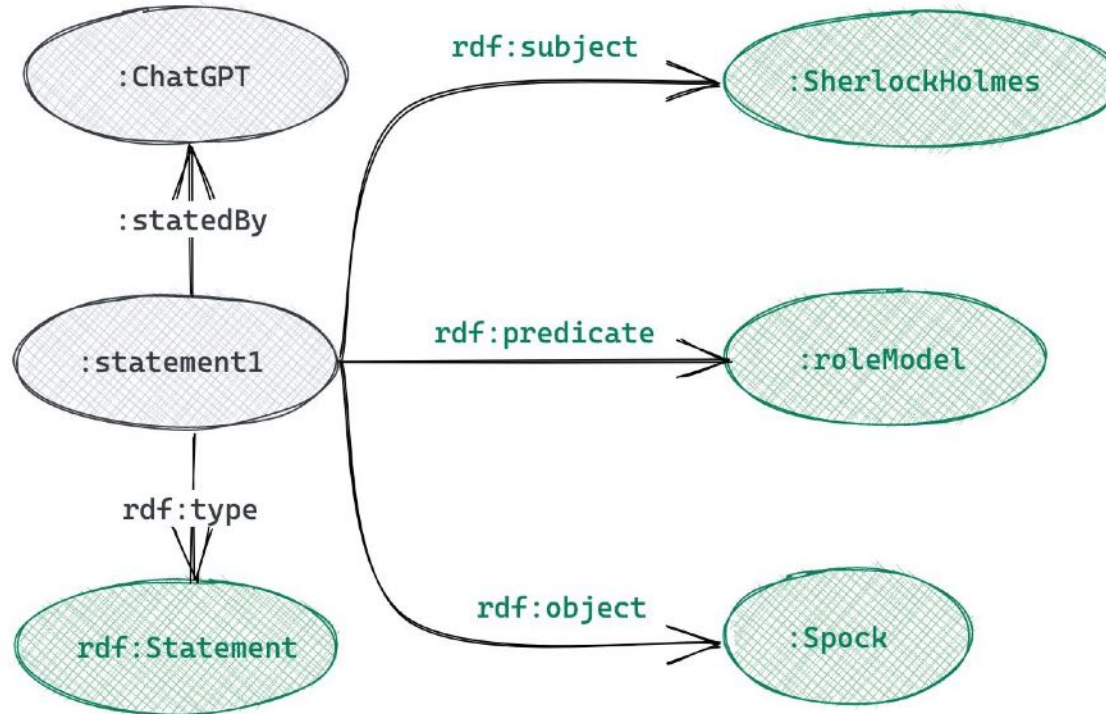 :ChatGPT
rdf:subject
:SherlockHolmes
:statedBy
:statement1
rdf:predicate
:roleModel
rdf:type
rdf:Statement
rdf:object
:Spock